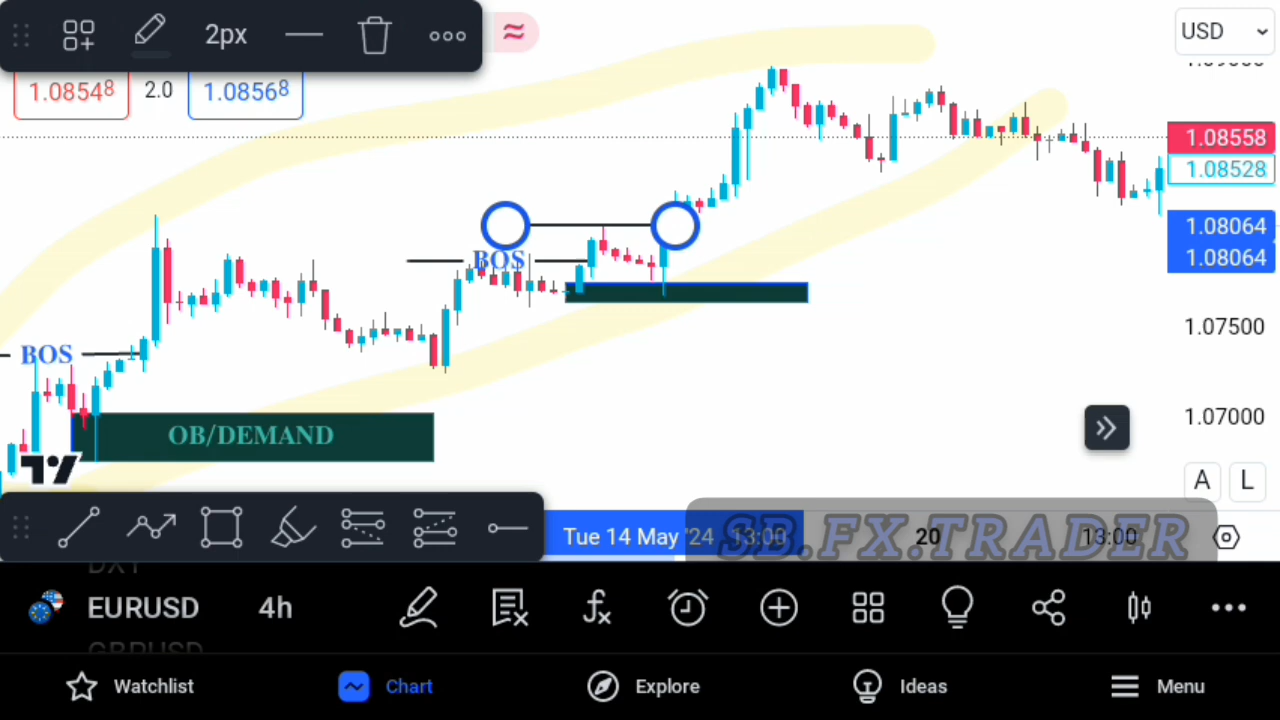 2px
USD
1.08548
2.0
1.08568
1.08558
1.08528
1.08064
BOS
1.08064
1.07500
BOS
1.07000
OB/DEMAND
A
L
Tue 14 May '24 13:00
20
13:00
SB.FX.TRADER
EURUSD
4h
Watchlist
Chart
Explore
Ideas
Menu